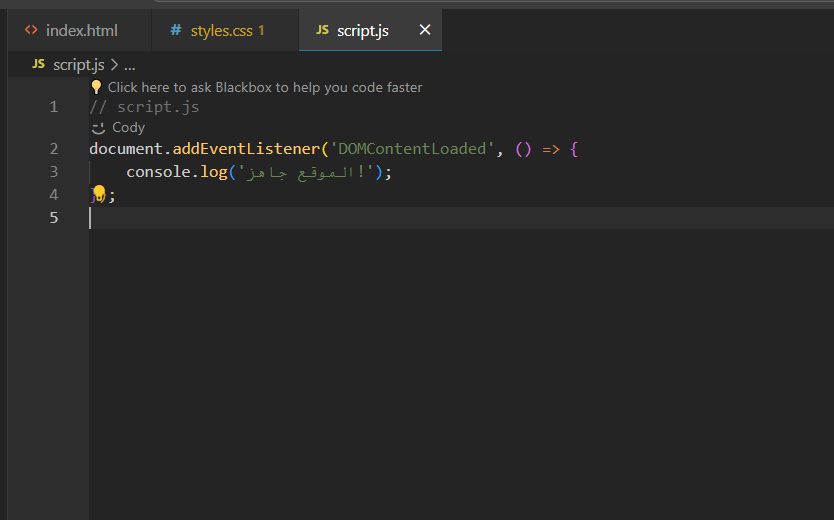 <> index.html # styles.css 1 JS script.js ×
JS script.js > ...
Click here to ask Blackbox to help you code faster
1 // script.js
Cody
2 document.addEventListener('DOMContentLoaded', () => {
3 console.log('الموقع جاهز!');
4 });
5